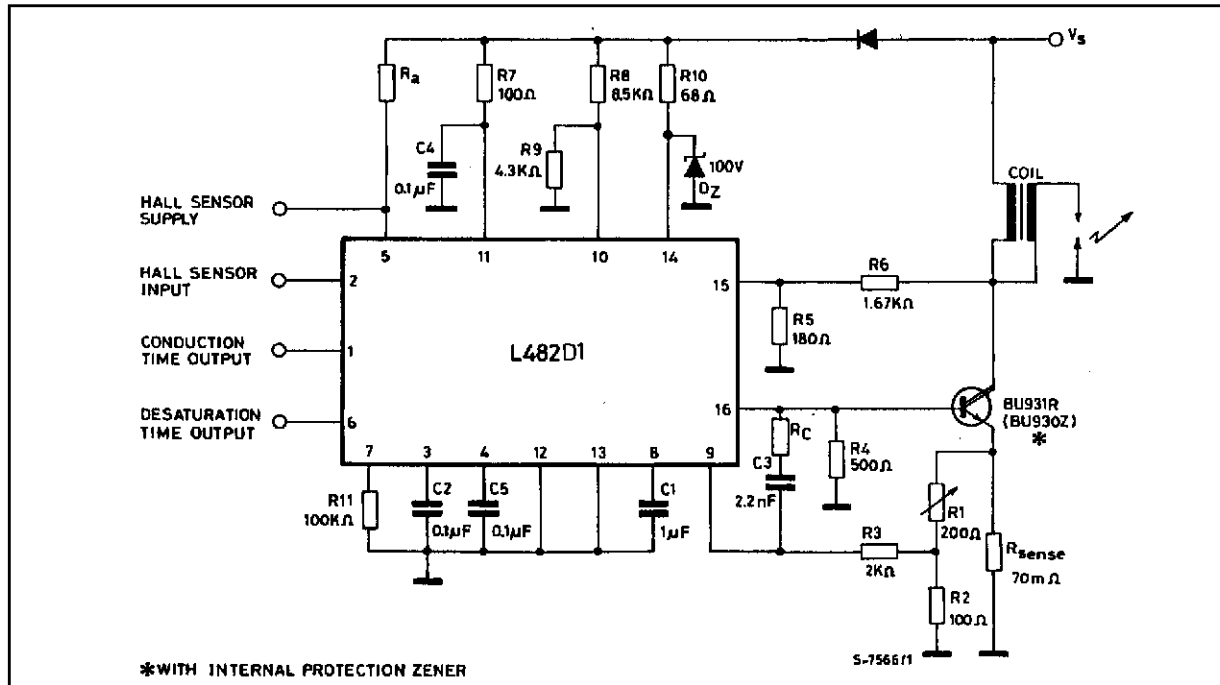 Vs
Ra
R7
100Ω
R8
8.5KΩ
R10
68Ω
C4
0.1µF
R9
4.3KΩ
100V
DZ
COIL
HALL SENSOR
SUPPLY
5
11
10
14
HALL SENSOR
INPUT
2
15
R6
1.67KΩ
R5
180Ω
CONDUCTION
TIME OUTPUT
1
L482D1
DESATURATION
TIME OUTPUT
6
16
BU931R
(BU930Z)
*
RC
C3
2.2nF
R4
500Ω
7
3
4
12
13
8
9
R11
100KΩ
C2
0.1µF
C5
0.1µF
C1
1µF
R3
2KΩ
R1
200Ω
Rsense
70mΩ
R2
100Ω
S-7566/1
*WITH INTERNAL PROTECTION ZENER